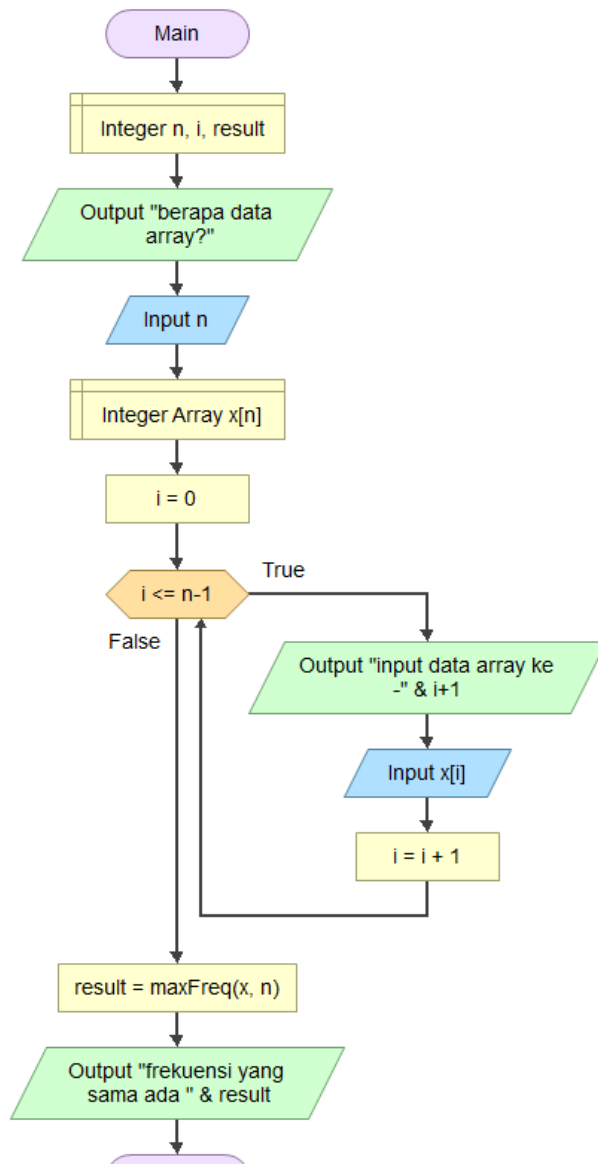 Main
Integer n, i, result
Output "berapa data
array?"
Input n
Integer Array x[n]
i = 0
i <= n-1
True
False
Output "input data array ke
-" & i+1
Input x[i]
i = i + 1
result = maxFreq(x, n)
Output "frekuensi yang
sama ada " & result